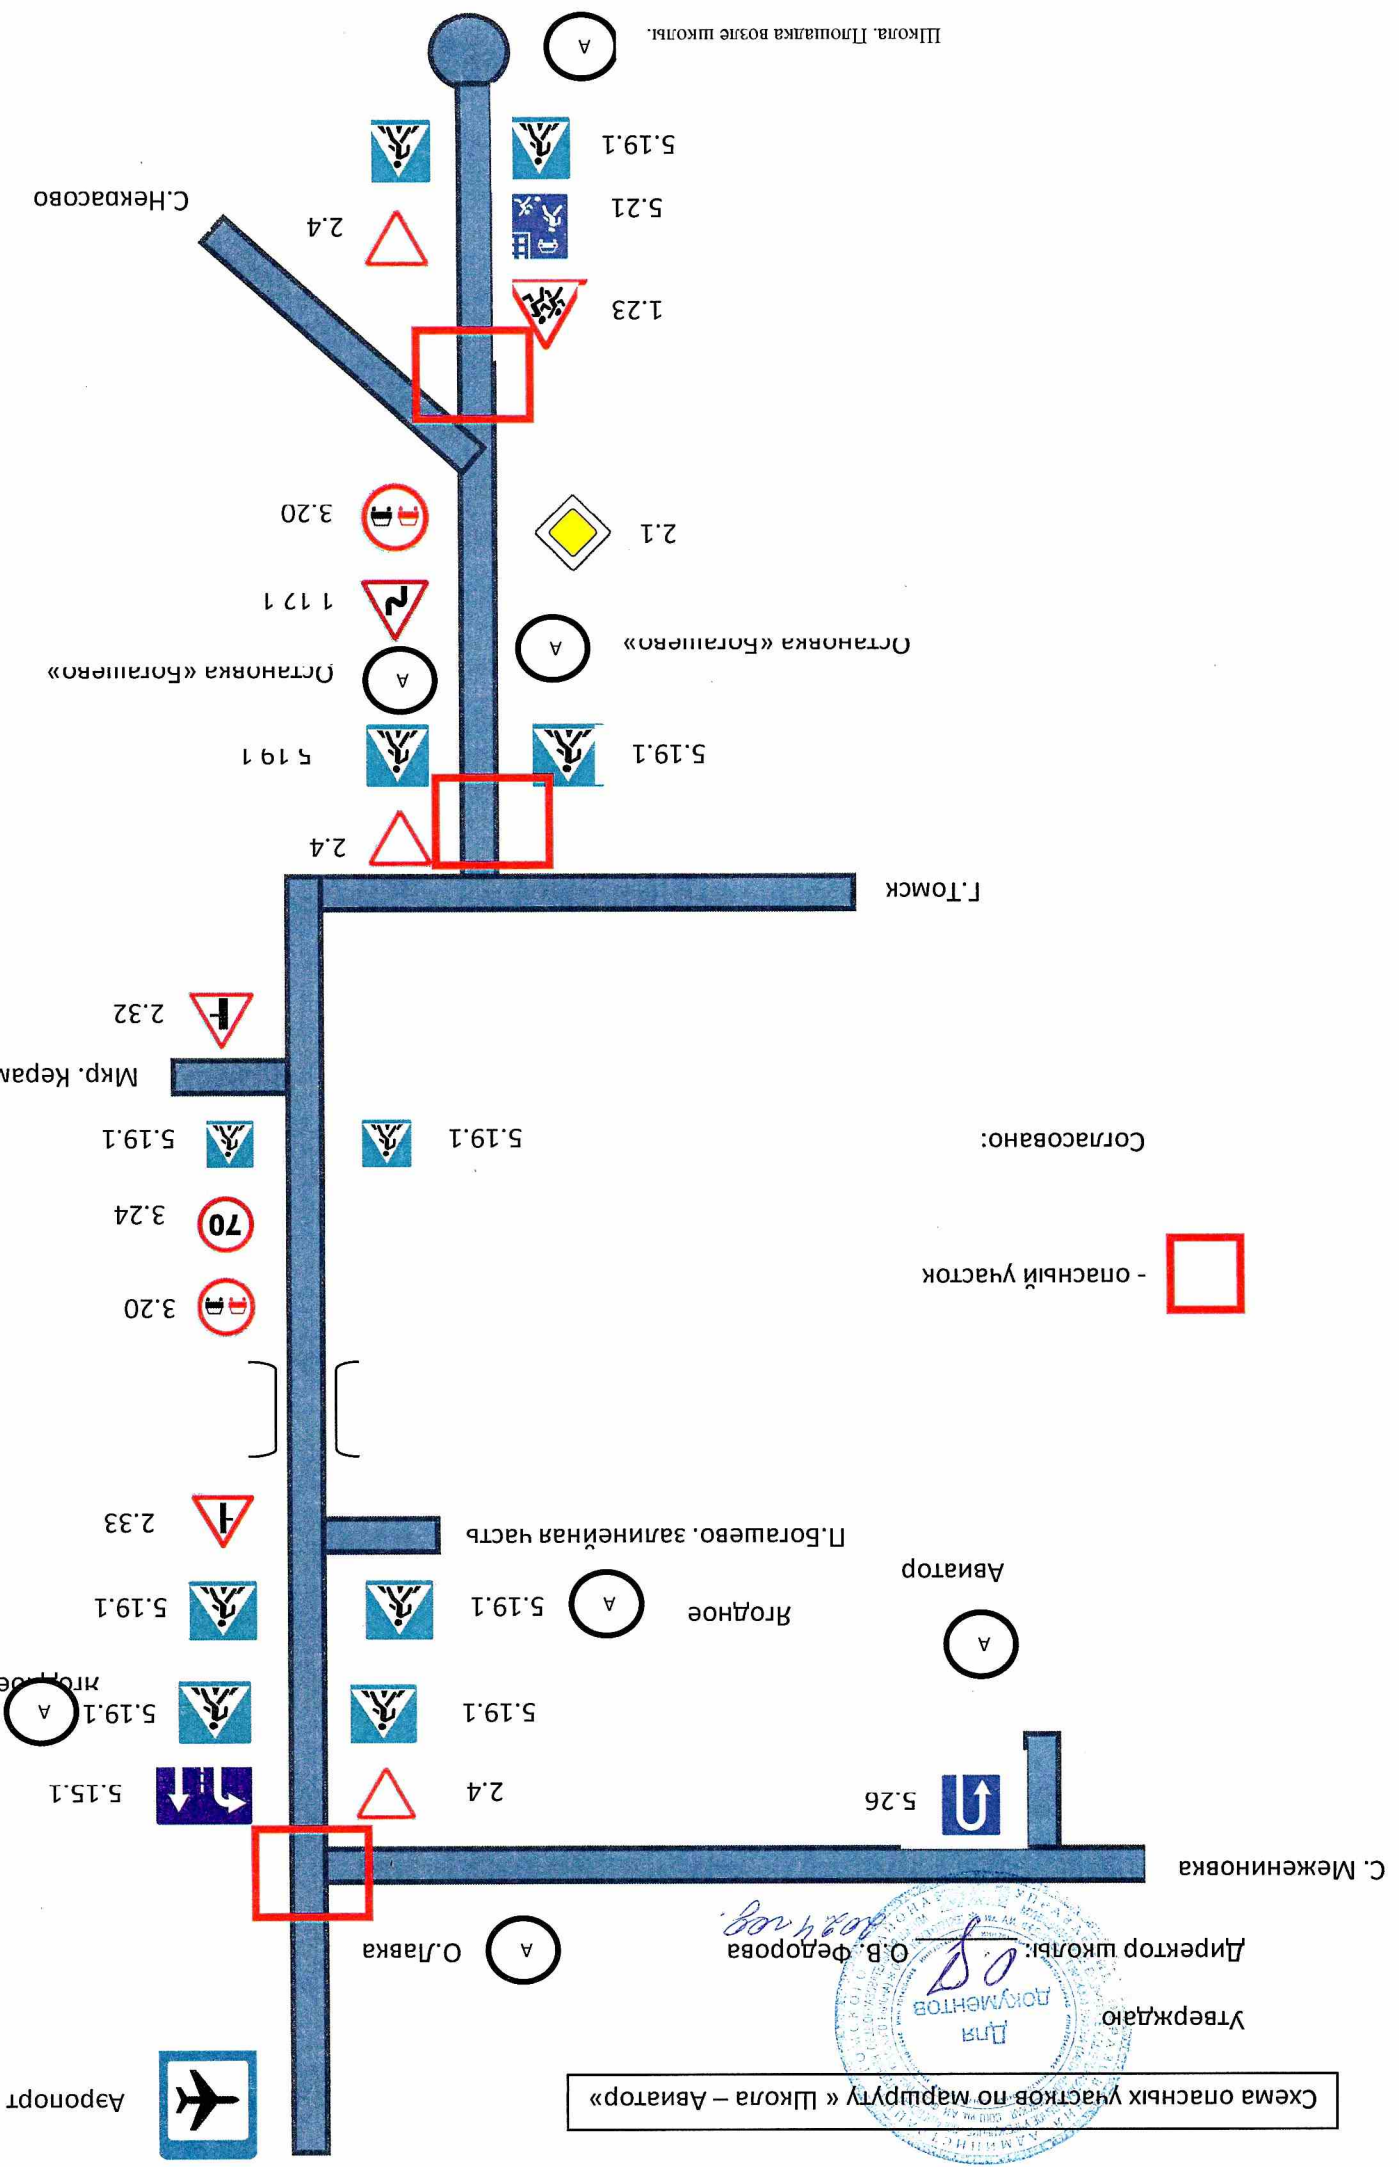 Схема опасных участков по маршруту « Школа – Авиатор»
Утверждаю
Директор школы: О.В. Федорова
2024 год.
Для
документов
Аэропорт
О.Лавка
А
С. Межениновка
5.26
2.4
5.15.1
5.19.1
5.19.1
А
А
Авиатор
Ягодное
А
5.19.1
5.19.1
П.Богашево. залинейная часть
2.33
- опасный участок
3.20
3.24
70
Согласовано:
5.19.1
5.19.1
Мкр. Керам
2.32
Г.Томск
2.4
5.19.1
5.19.1
Остановка «Богашево»
А
А
Остановка «Богашево»
2.1
3.20
1.23
5.21
2.4
С.Некрасово
5.19.1
Школа. Площадка возле школы.
А